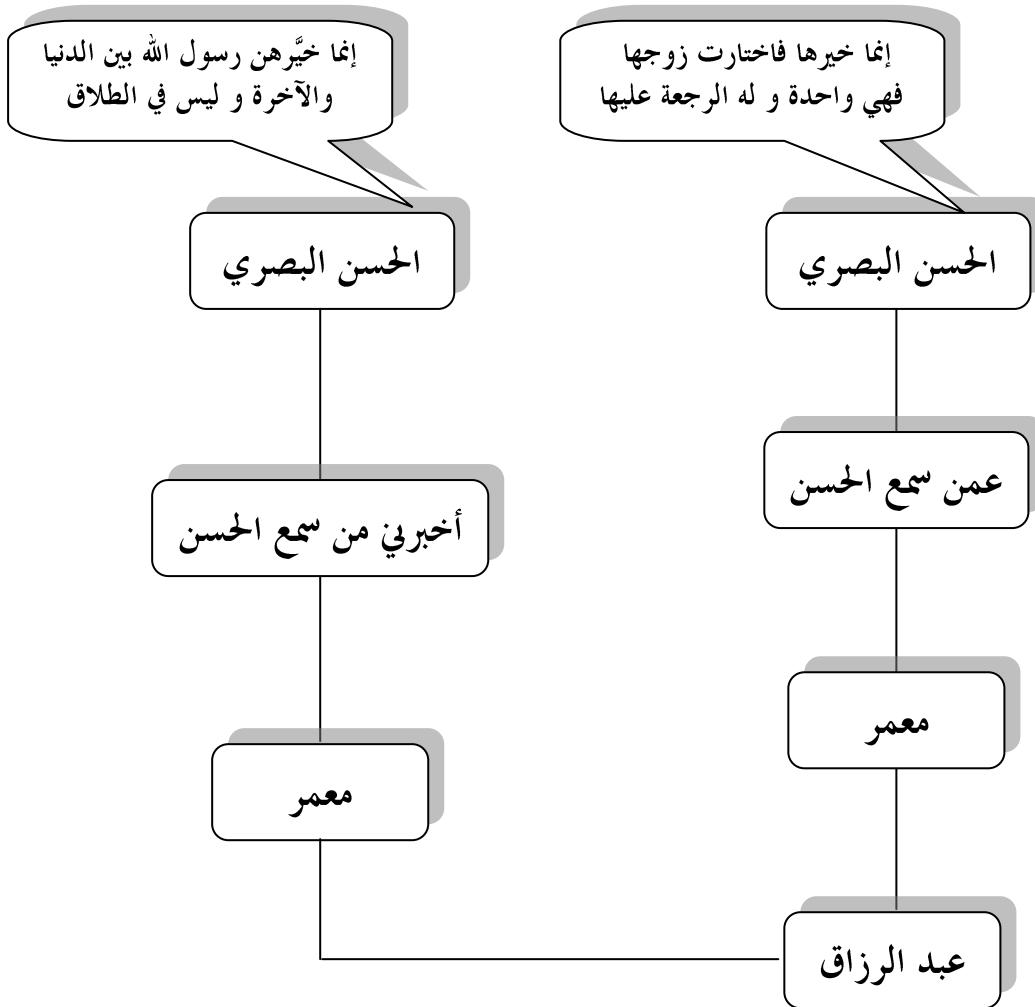 إنما خيرها فاختارت زوجها
فهي واحدة و له الرجعة عليها
الحسن البصري
عمن سمع الحسن
معمر
عبد الرزاق
إنما خيَّرهن رسول الله بين الدنيا
والآخرة و ليس في الطلاق
الحسن البصري
أخبرني من سمع الحسن
معمر